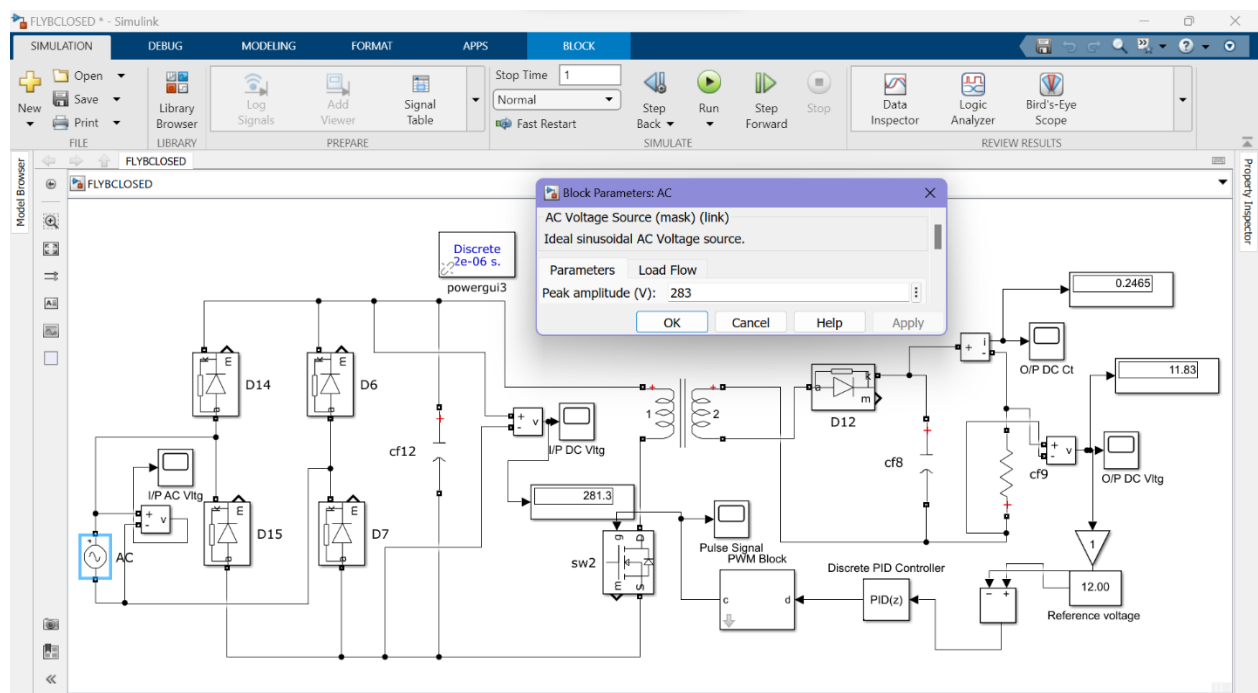 FLYBCLOSED * - Simulink
SIMULATION DEBUG MODELING FORMAT APPS BLOCK
New
Open
Save
Print
FILE
Library
Browser
LIBRARY
Log
Signals
Add
Viewer
Signal
Table
PREPARE
Stop Time 1
Normal
Fast Restart
Step
Back
Run
Step
Forward
Stop
SIMULATE
Data
Inspector
Logic
Analyzer
Bird's-Eye
Scope
REVIEW RESULTS
Model Browser
FLYBCLOSED
FLYBCLOSED
Property Inspector
Block Parameters: AC
AC Voltage Source (mask) (link)
Ideal sinusoidal AC Voltage source.
Parameters Load Flow
Peak amplitude (V): 283
OK Cancel Help Apply
Discrete
2e-06 s.
powergui3
0.2465
O/P DC Ct
11.83
D14
D6
cf12
+ v -
I/P DC Vltg
281.3
1
2
a k m
D12
+ i -
cf8
cf9
+ v -
O/P DC Vltg
I/P AC Vltg
+ v -
AC
D15
D7
g D
m S
sw2
Pulse Signal
PWM Block
c d
Discrete PID Controller
PID(z)
1
- +
12.00
Reference voltage